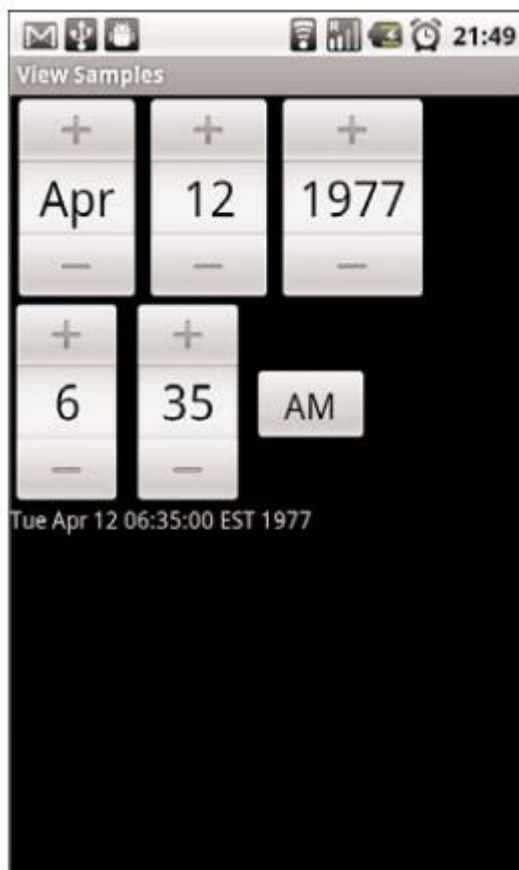 21:49
View Samples
+ + +
Apr 12 1977
− − −
+ +
6 35 AM
− −
Tue Apr 12 06:35:00 EST 1977